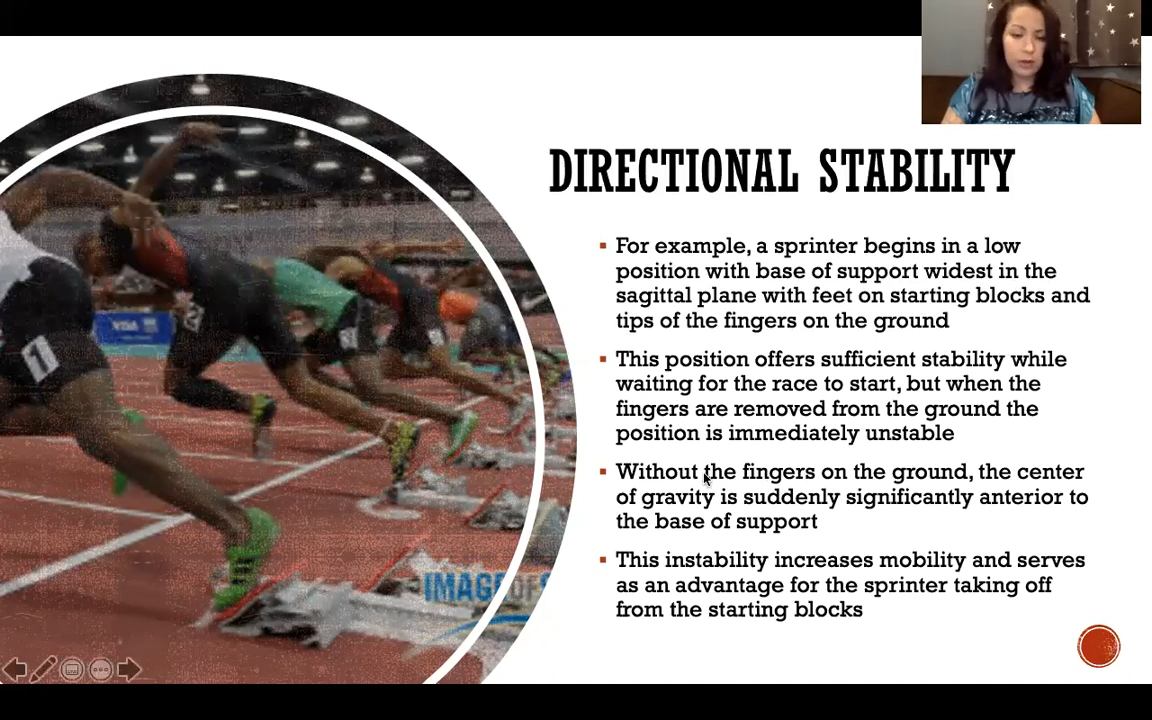 DIRECTIONAL STABILITY
For example, a sprinter begins in a low
position with base of support widest in the
sagittal plane with feet on starting blocks and
tips of the fingers on the ground
This position offers sufficient stability while
waiting for the race to start, but when the
fingers are removed from the ground the
position is immediately unstable
Without the fingers on the ground, the center
of gravity is suddenly significantly anterior to
the base of support
This instability increases mobility and serves
as an advantage for the sprinter taking off
from the starting blocks
VISA
1
IMAGE OF